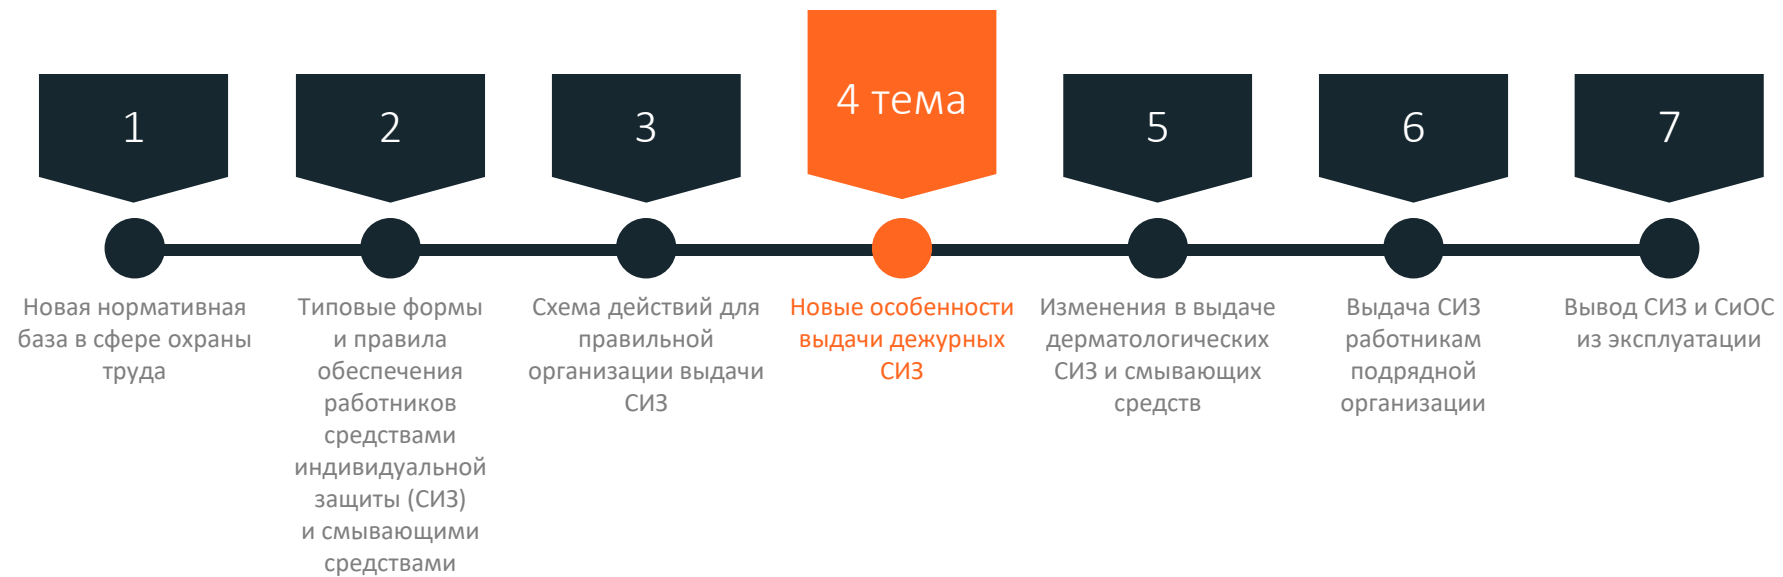 1
2
3
4 тема
5
6
7
Новая нормативная
база в сфере охраны
труда
Типовые формы
и правила
обеспечения
работников
средствами
индивидуальной
защиты (СИЗ)
и смывающими
средствами
Схема действий для
правильной
организации выдачи
СИЗ
Новые особенности
выдачи дежурных
СИЗ
Изменения в выдаче
дерматологических
СИЗ и смывающих
средств
Выдача СИЗ
работникам
подрядной
организации
Вывод СИЗ и СиОС
из эксплуатации